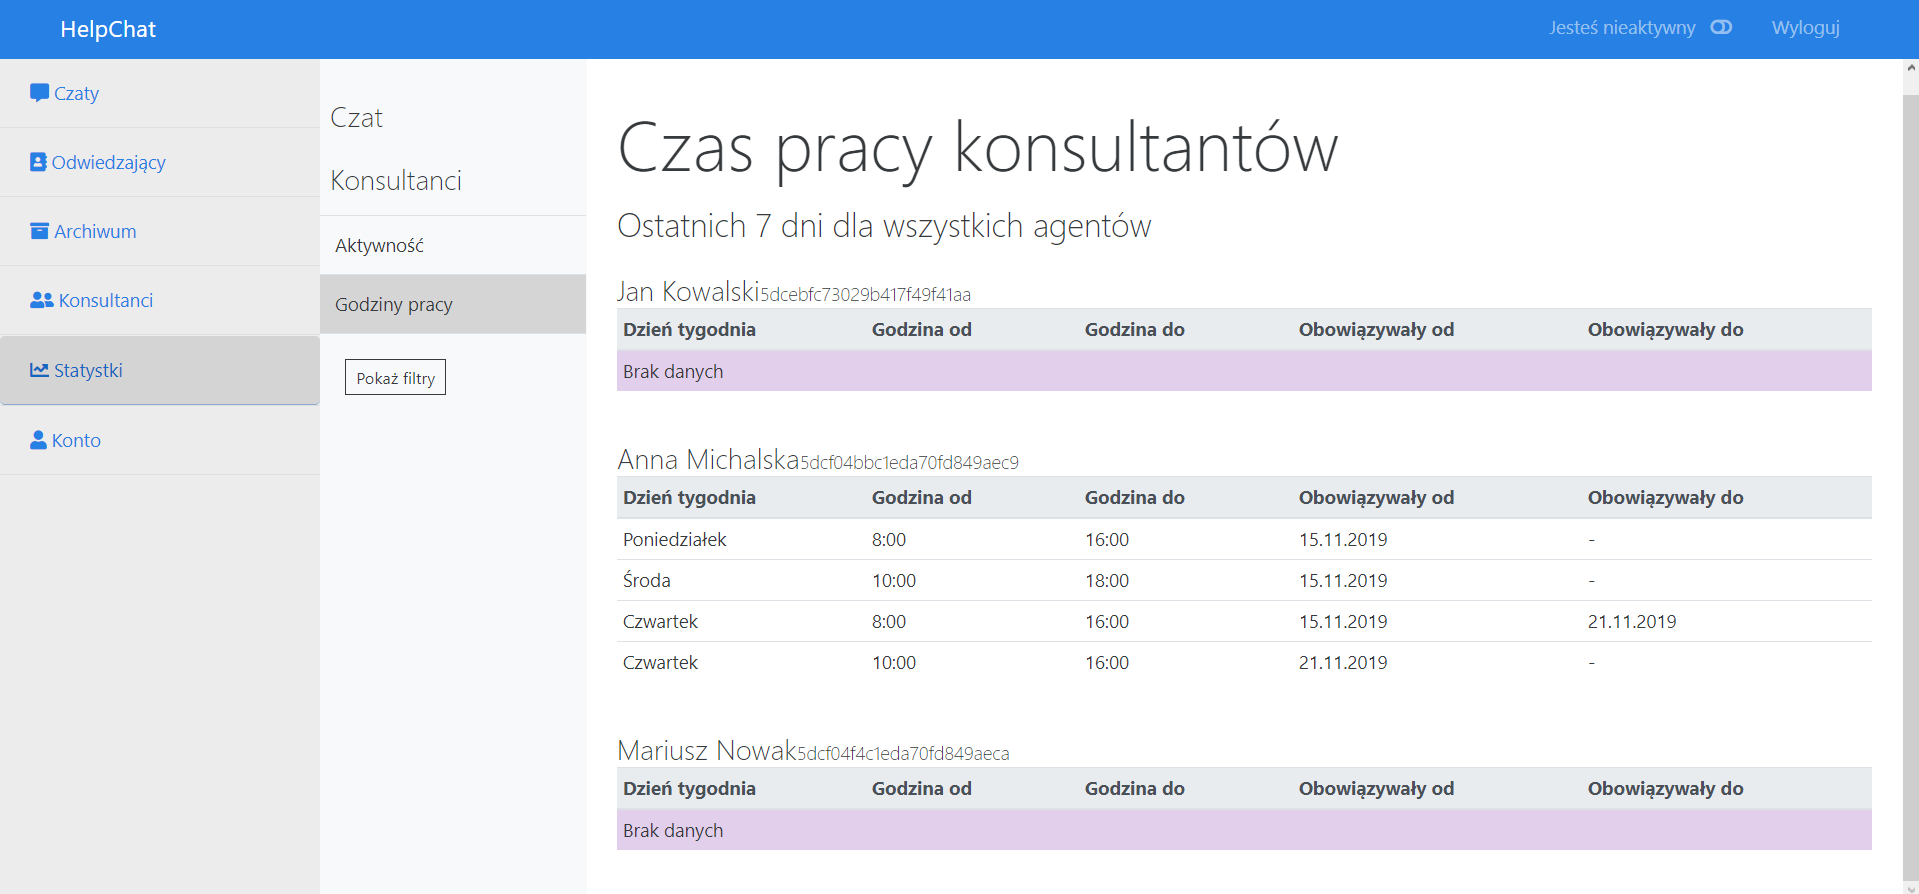 HelpChat
Jesteś nieaktywny
Wyloguj
Czaty
Odwiedzający
Archiwum
Konsultanci
Statystki
Konto
Czat
Konsultanci
Aktywność
Godziny pracy
Pokaż filtry
Czas pracy konsultantów
Ostatnich 7 dni dla wszystkich agentów
Jan Kowalski5dcebfc73029b417f49f41aa
Dzień tygodnia Godzina od Godzina do Obowiązywały od Obowiązywały do
Brak danych
Anna Michalska5dcf04bbc1eda70fd849aec9
Dzień tygodnia Godzina od Godzina do Obowiązywały od Obowiązywały do
Poniedziałek 8:00 16:00 15.11.2019 -
Środa 10:00 18:00 15.11.2019 -
Czwartek 8:00 16:00 15.11.2019 21.11.2019
Czwartek 10:00 16:00 21.11.2019 -
Mariusz Nowak5dcf04f4c1eda70fd849aeca
Dzień tygodnia Godzina od Godzina do Obowiązywały od Obowiązywały do
Brak danych